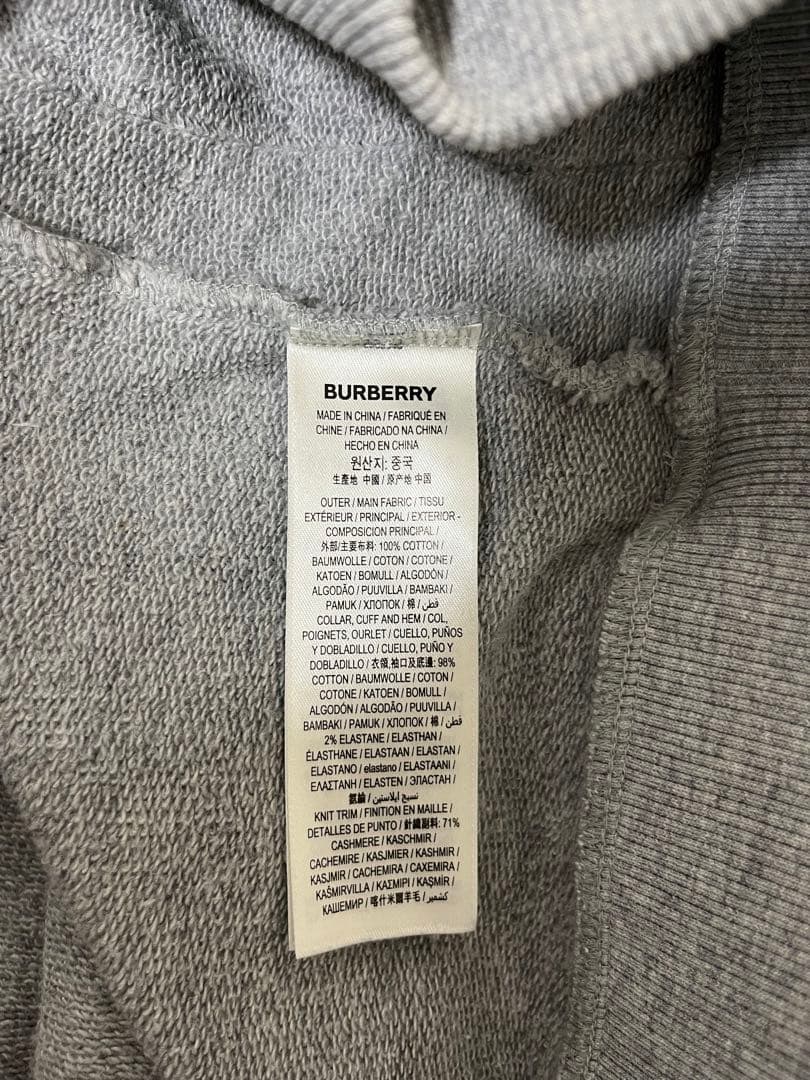 BURBERRY
MADE IN CHINA / FABRIQUÉ EN
CHINE / FABRICADO NA CHINA /
HECHO EN CHINA
원산지: 중국
生產地 中國 / 原产地 中国
OUTER / MAIN FABRIC / TISSU
EXTÉRIEUR / PRINCIPAL / EXTERIOR -
COMPOSICION PRINCIPAL /
外部/主要布料: 100% COTTON /
BAUMWOLLE / COTON / COTONE /
KATOEN / BOMULL / ALGODÓN /
ALGODÃO / PUUVILLA / BAMBAKI /
PAMUK / ХЛОПОК / 棉 / قطن
COLLAR, CUFF AND HEM / COL,
POIGNETS, OURLET / CUELLO, PUÑOS
Y DOBLADILLO / CUELLO, PUÑO Y
DOBLADILLO / 衣領,袖口及底邊: 98%
COTTON / BAUMWOLLE / COTON /
COTONE / KATOEN / BOMULL /
ALGODÓN / ALGODÃO / PUUVILLA /
BAMBAKI / PAMUK / ХЛОПОК / 棉 / قطن
2% ELASTANE / ELASTHAN /
ÉLASTHANE / ELASTAAN / ELASTAN /
ELASTANO / elastano / ELASTAANI /
ΕΛΑΣΤΑΝΗ / ELASTEN / ЭЛАСТАН /
氨綸 / نسيج ايلاستين /
KNIT TRIM / FINITION EN MAILLE /
DETALLES DE PUNTO / 針織副料: 71%
CASHMERE / KASCHMIR /
CACHEMIRE / KASJMIER / KASHMIR /
KASJMIR / CACHEMIRA / CAXEMIRA /
KAŠMIRVILLA / ΚΑΣΜΙΡΙ / KAŞMİR /
КАШЕМИР / 喀什米爾羊毛 / كشمير